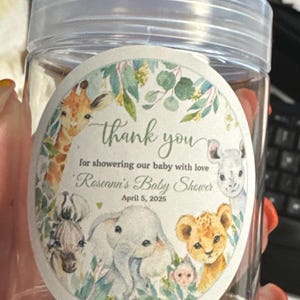 thank you
for showering our baby with love
Roseann's Baby Shower
April 5, 2025